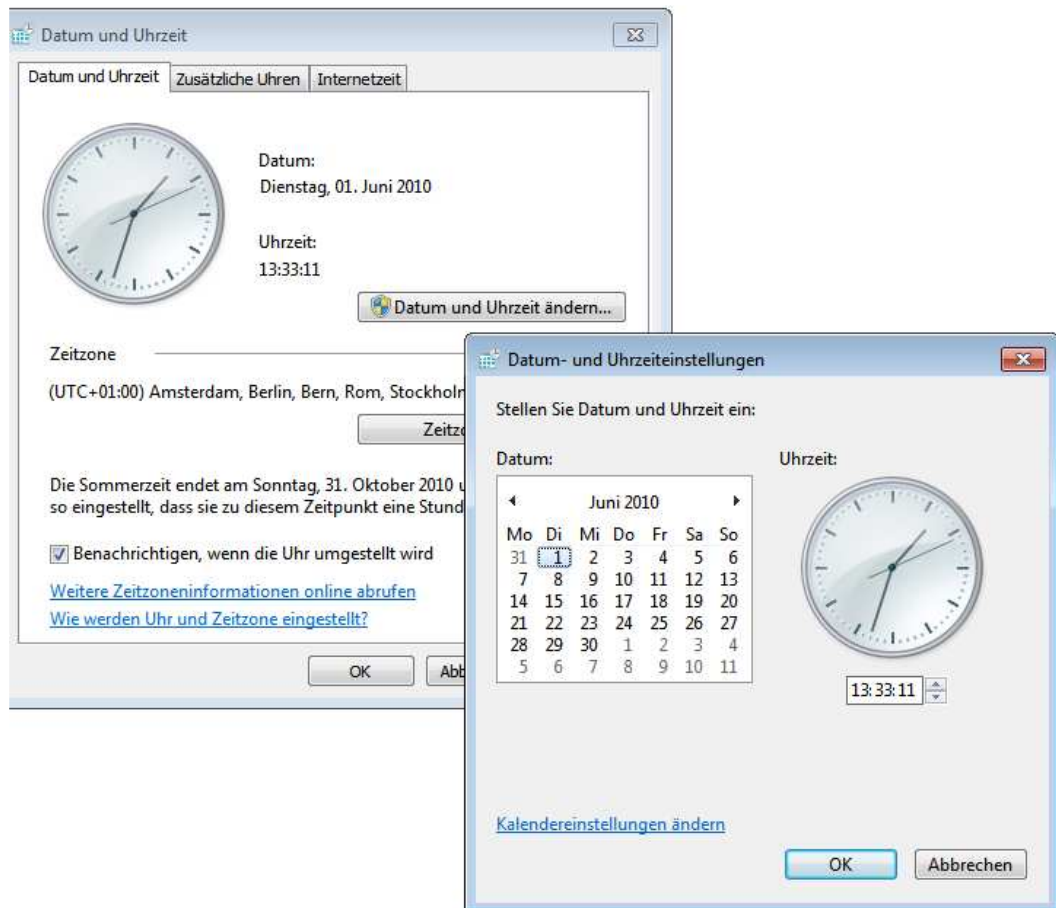 Datum und Uhrzeit
Datum und Uhrzeit Zusätzliche Uhren Internetzeit
Datum:
Dienstag, 01. Juni 2010
Uhrzeit:
13:33:11
Datum und Uhrzeit ändern...
Zeitzone
(UTC+01:00) Amsterdam, Berlin, Bern, Rom,
Die Sommerzeit endet am Sonntag, 31. Oktober 2010
so eingestellt, dass sie zu diesem Zeitpunkt eine
Benachrichtigen, wenn die Uhr umgestellt wird
Weitere Zeitzoneninformationen online abrufen
Wie werden Uhr und Zeitzone eingestellt?
OK
Datum- und Uhrzeiteinstellungen
Stellen Sie Datum und Uhrzeit ein:
Datum:
Juni 2010
Mo Di Mi Do Fr Sa So
31 1 2 3 4 5 6
7 8 9 10 11 12 13
14 15 16 17 18 19 20
21 22 23 24 25 26 27
28 29 30 1 2 3 4
5 6 7 8 9 10 11
Uhrzeit:
13:33:11
Kalendereinstellungen ändern
OK Abbrechen